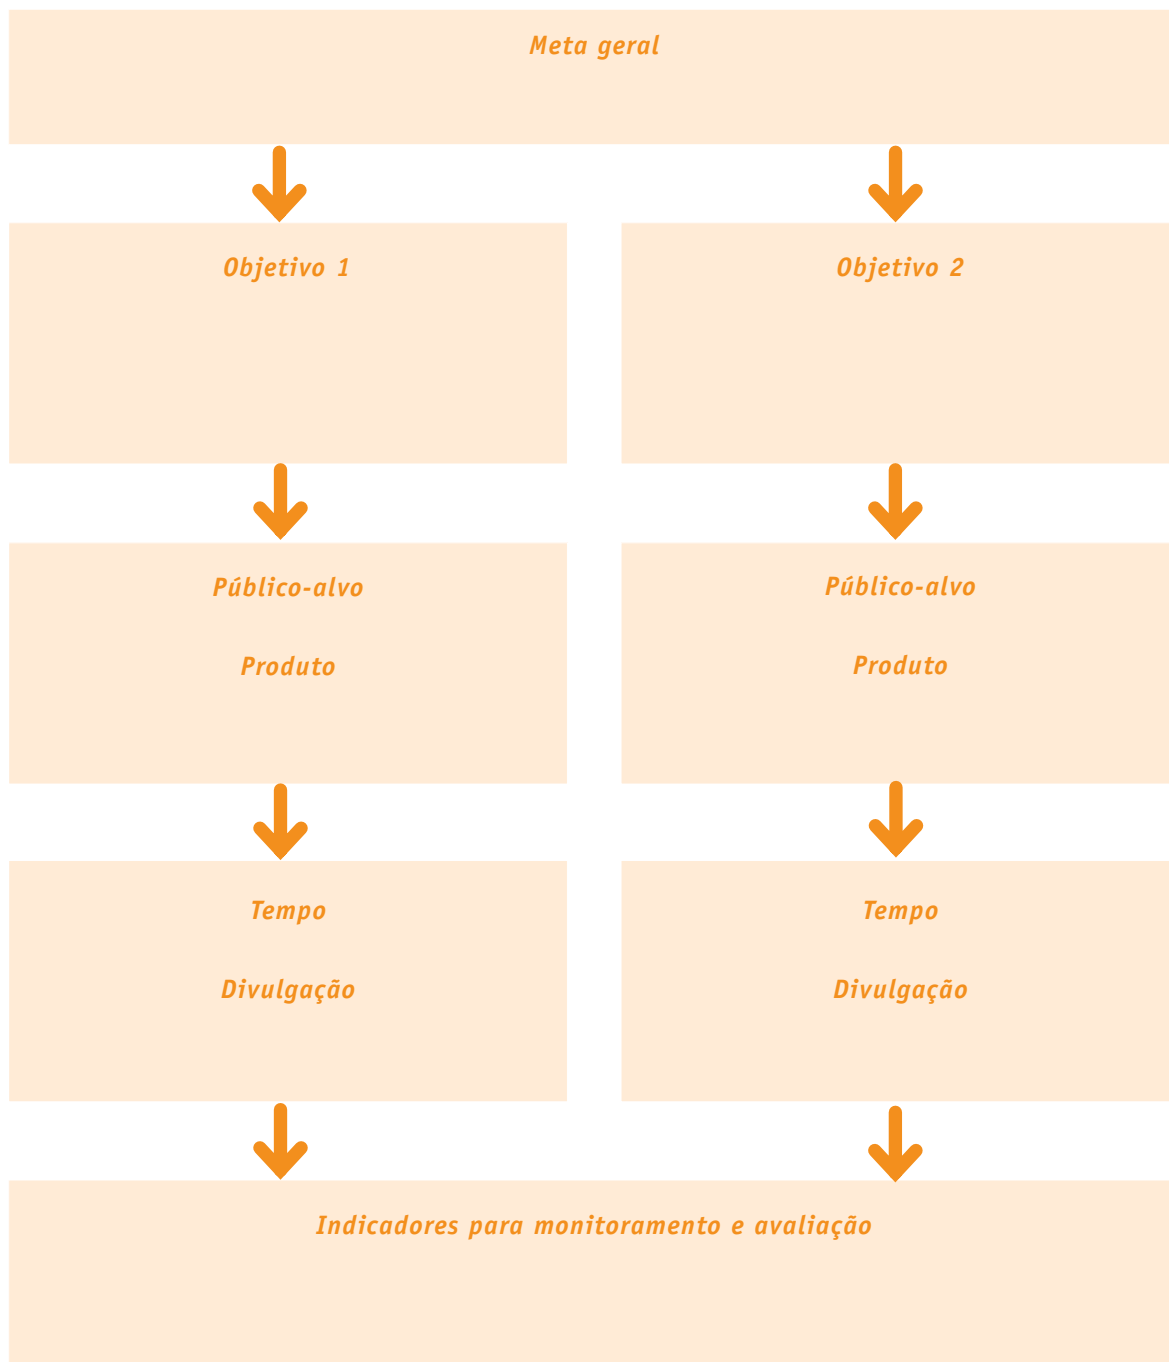 Meta geral
Objetivo 1
Objetivo 2
Público-alvo
Produto
Público-alvo
Produto
Tempo
Divulgação
Tempo
Divulgação
Indicadores para monitoramento e avaliação